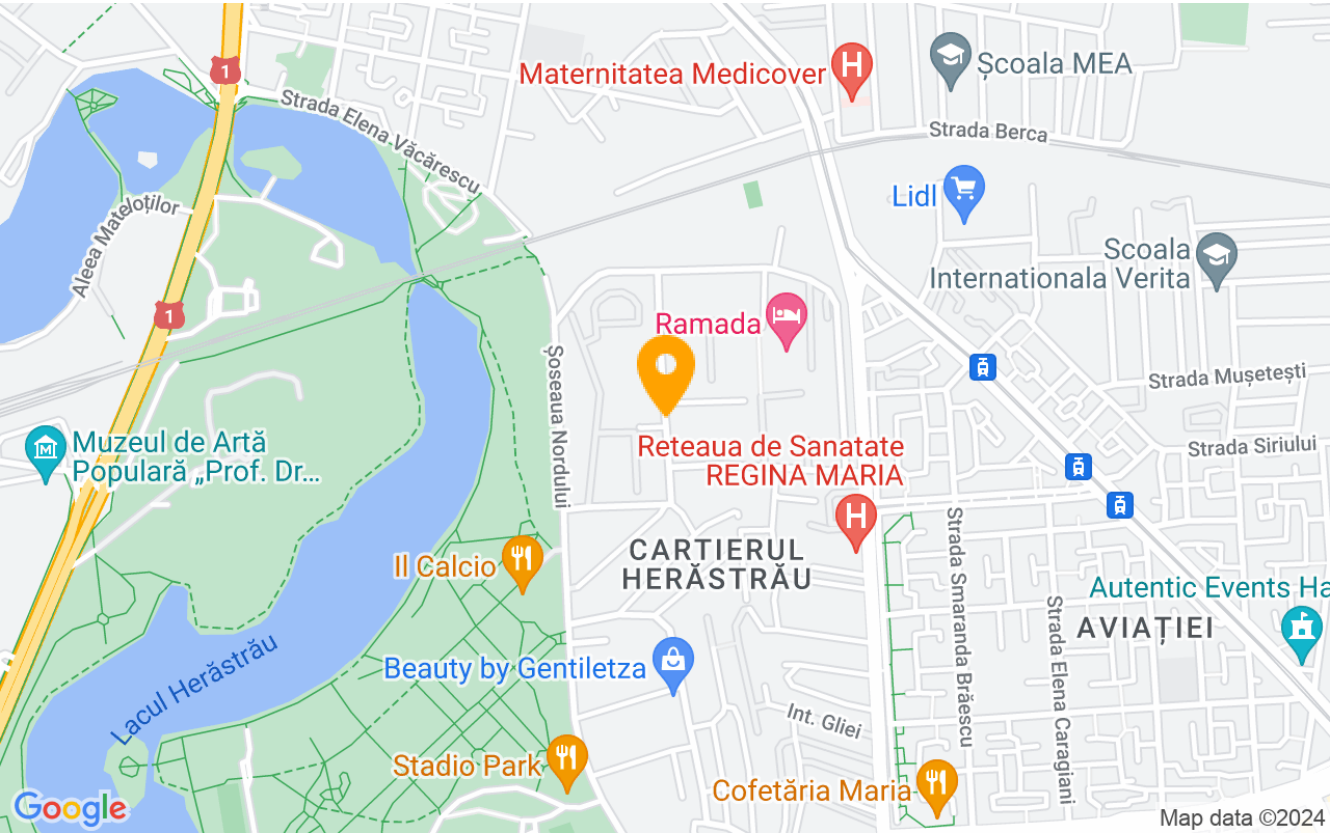 Maternitatea Medicover
Școala MEA
1
Strada Elena Văcărescu
Strada Berca
Lidl
Aleea Mateloților
Scoala
Internationala Verita
1
Ramada
Șoseaua Nordului
Strada Mușetești
Muzeul de Artă
Populară „Prof. Dr...
Reteaua de Sanatate
REGINA MARIA
Strada Siriului
Strada Smaranda Brăescu
CARTIERUL
HERĂSTRĂU
Il Calcio
Autentic Events Ha
AVIAȚIEI
Strada Elena Caragiani
Lacul Herăstrău
Beauty by Gentiletza
Int. Gliei
Stadio Park
Cofetăria Maria
Google
Map data ©2024